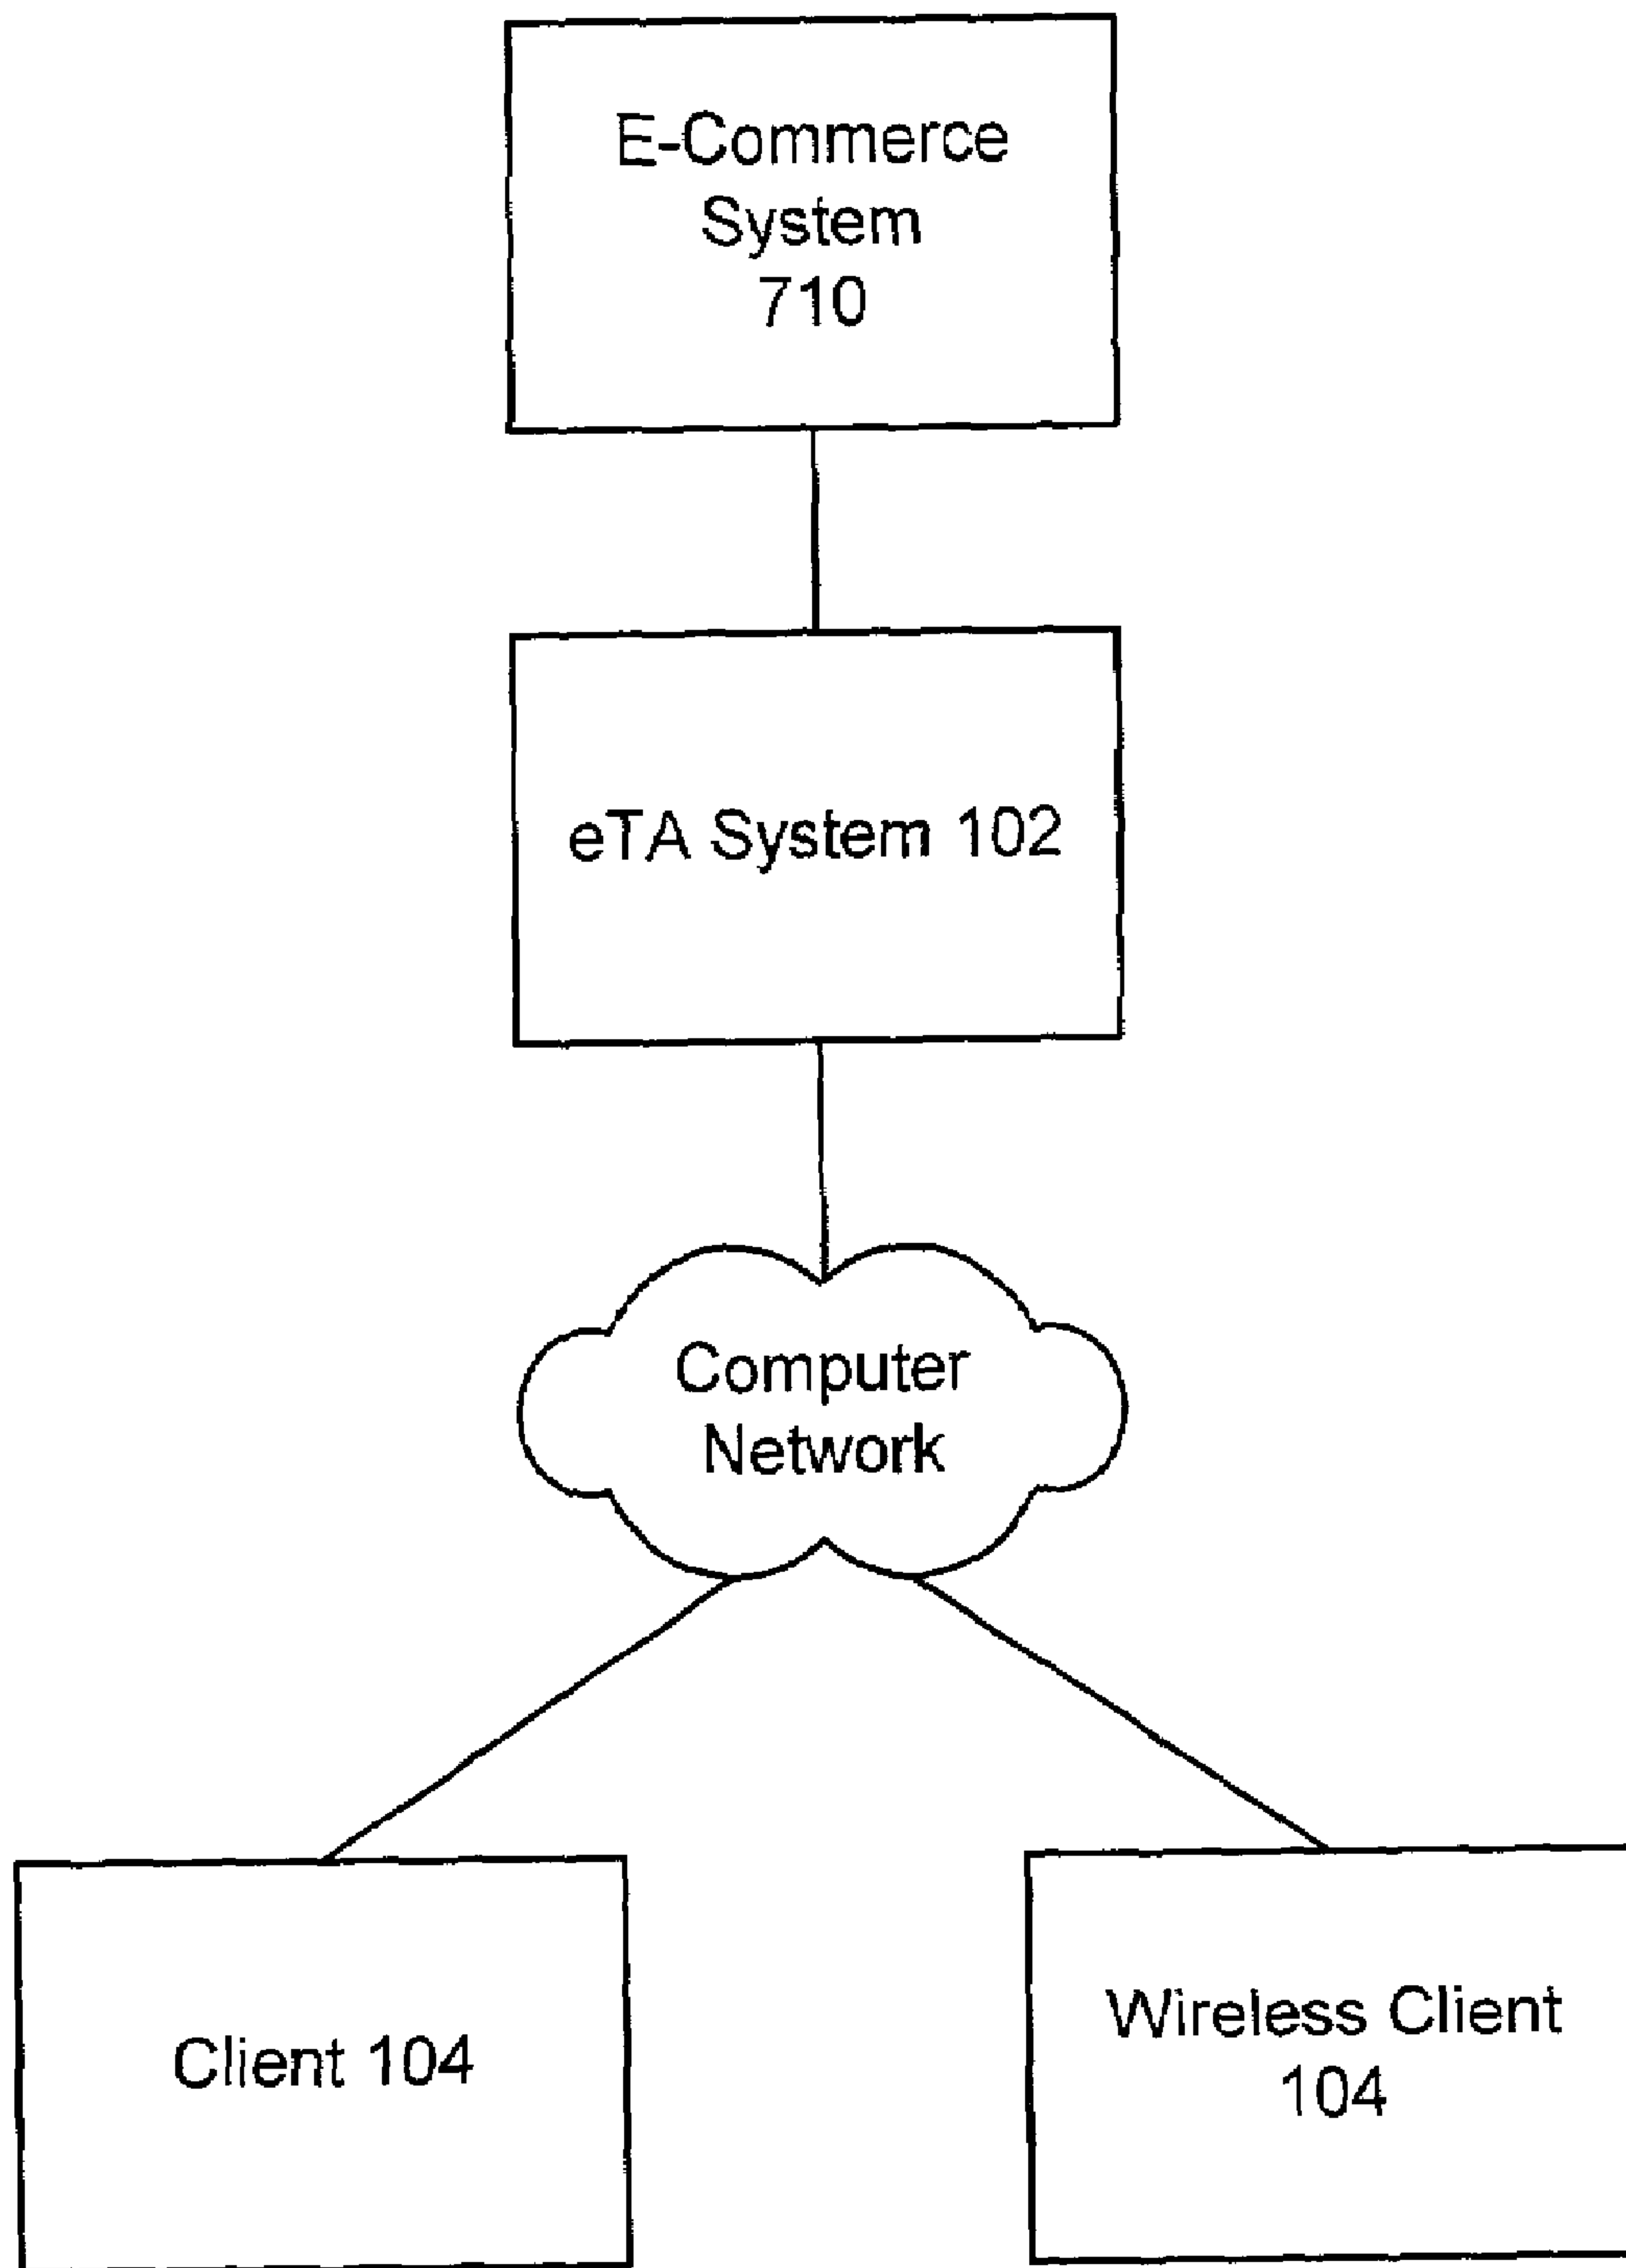 E-Commerce
System
710
eTA System 102
Computer
Network
Client 104
Wireless Client
104